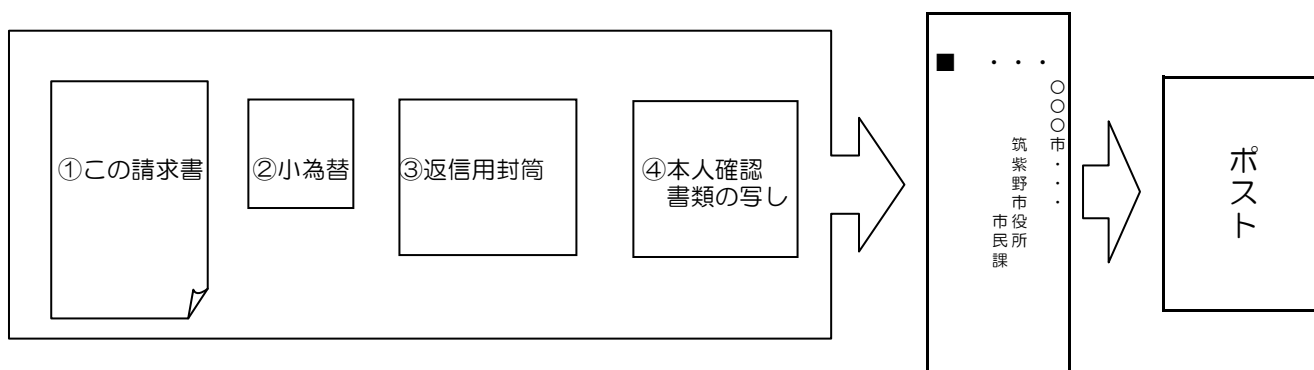 ①この請求書
②小為替
③返信用封筒
④本人確認
書類の写し
■ ・・・
〇〇〇市・・・
筑紫野市役所
市民課
ポスト